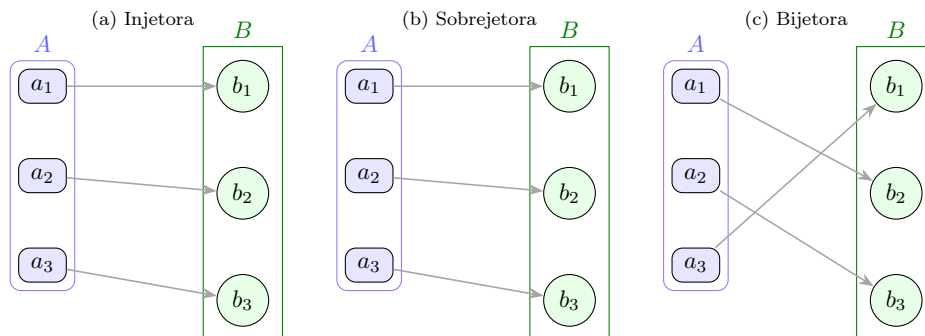 (a) Injetora
A
B
a₁
a₂
a₃
b₁
b₂
b₃
(b) Sobrejetora
A
B
a₁
a₂
a₃
b₁
b₂
b₃
(c) Bijetora
A
B
a₁
a₂
a₃
b₁
b₂
b₃